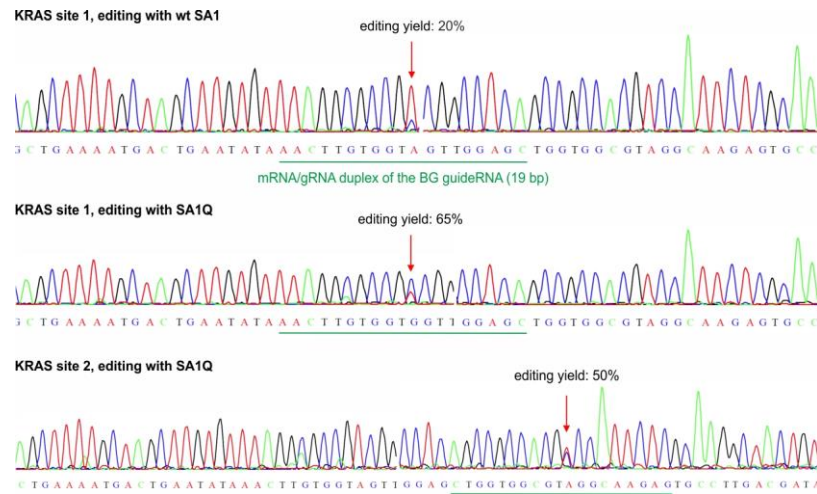 KRAS site 1, editing with wt SA1
editing yield: 20%
G C T G A A A A T G A C T G A A T A T A A A C T T G T G G T A G T T G G A G C T G G T G G C G T A G G C A A G A G T G C C
mRNA/gRNA duplex of the BG guideRNA (19 bp)
KRAS site 1, editing with SA1Q
editing yield: 65%
G C T G A A A A T G A C T G A A T A T A A A C T T G T G G T G G T T G G A G C T G G T G G C G T A G G C A A G A G T G C C
KRAS site 2, editing with SA1Q
editing yield: 50%
C T G A A A A T G A C T G A A T A T A A A C T T G T G G T A G T T G G A G C T G G T G G C G T A G G C A A G A G T G C C T T G A C G A T A